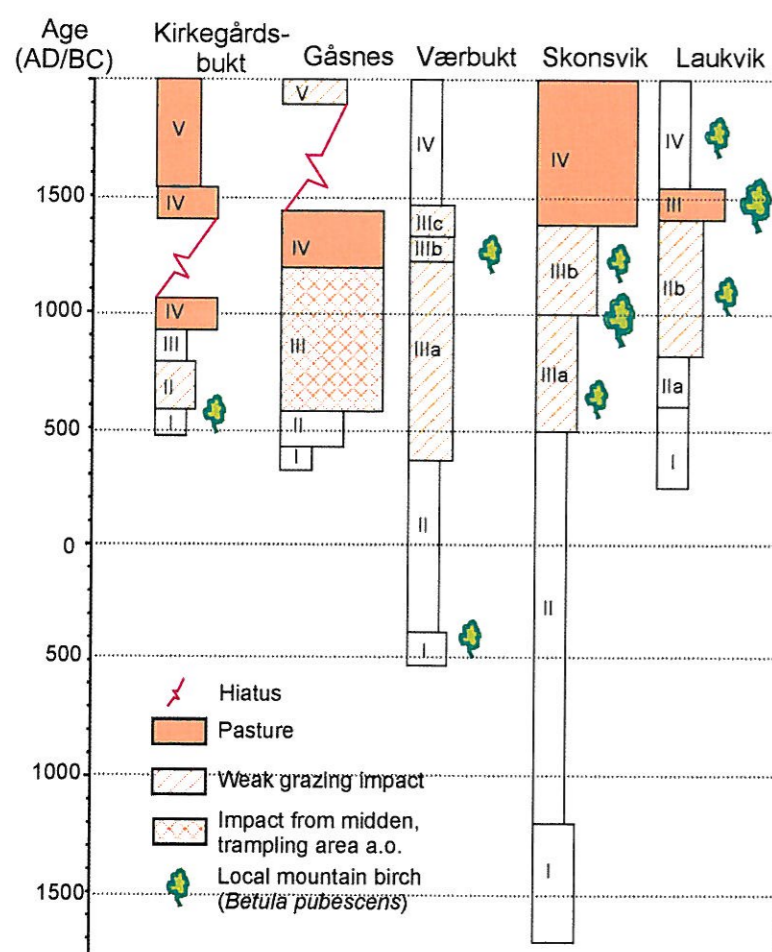 Age
(AD/BC)
Kirkegårds-
bukt
Gåsnes
Værbukt
Skonsvik
Laukvik
1500
1000
500
0
500
1000
1500
V
IV
IV
III
II
I
V
IV
III
II
I
IV
IIIc
IIIb
IIIa
II
I
IV
IIIb
IIIa
II
I
IV
III
IIb
IIa
I
Hiatus
Pasture
Weak grazing impact
Impact from midden,
trampling area a.o.
Local mountain birch
(Betula pubescens)